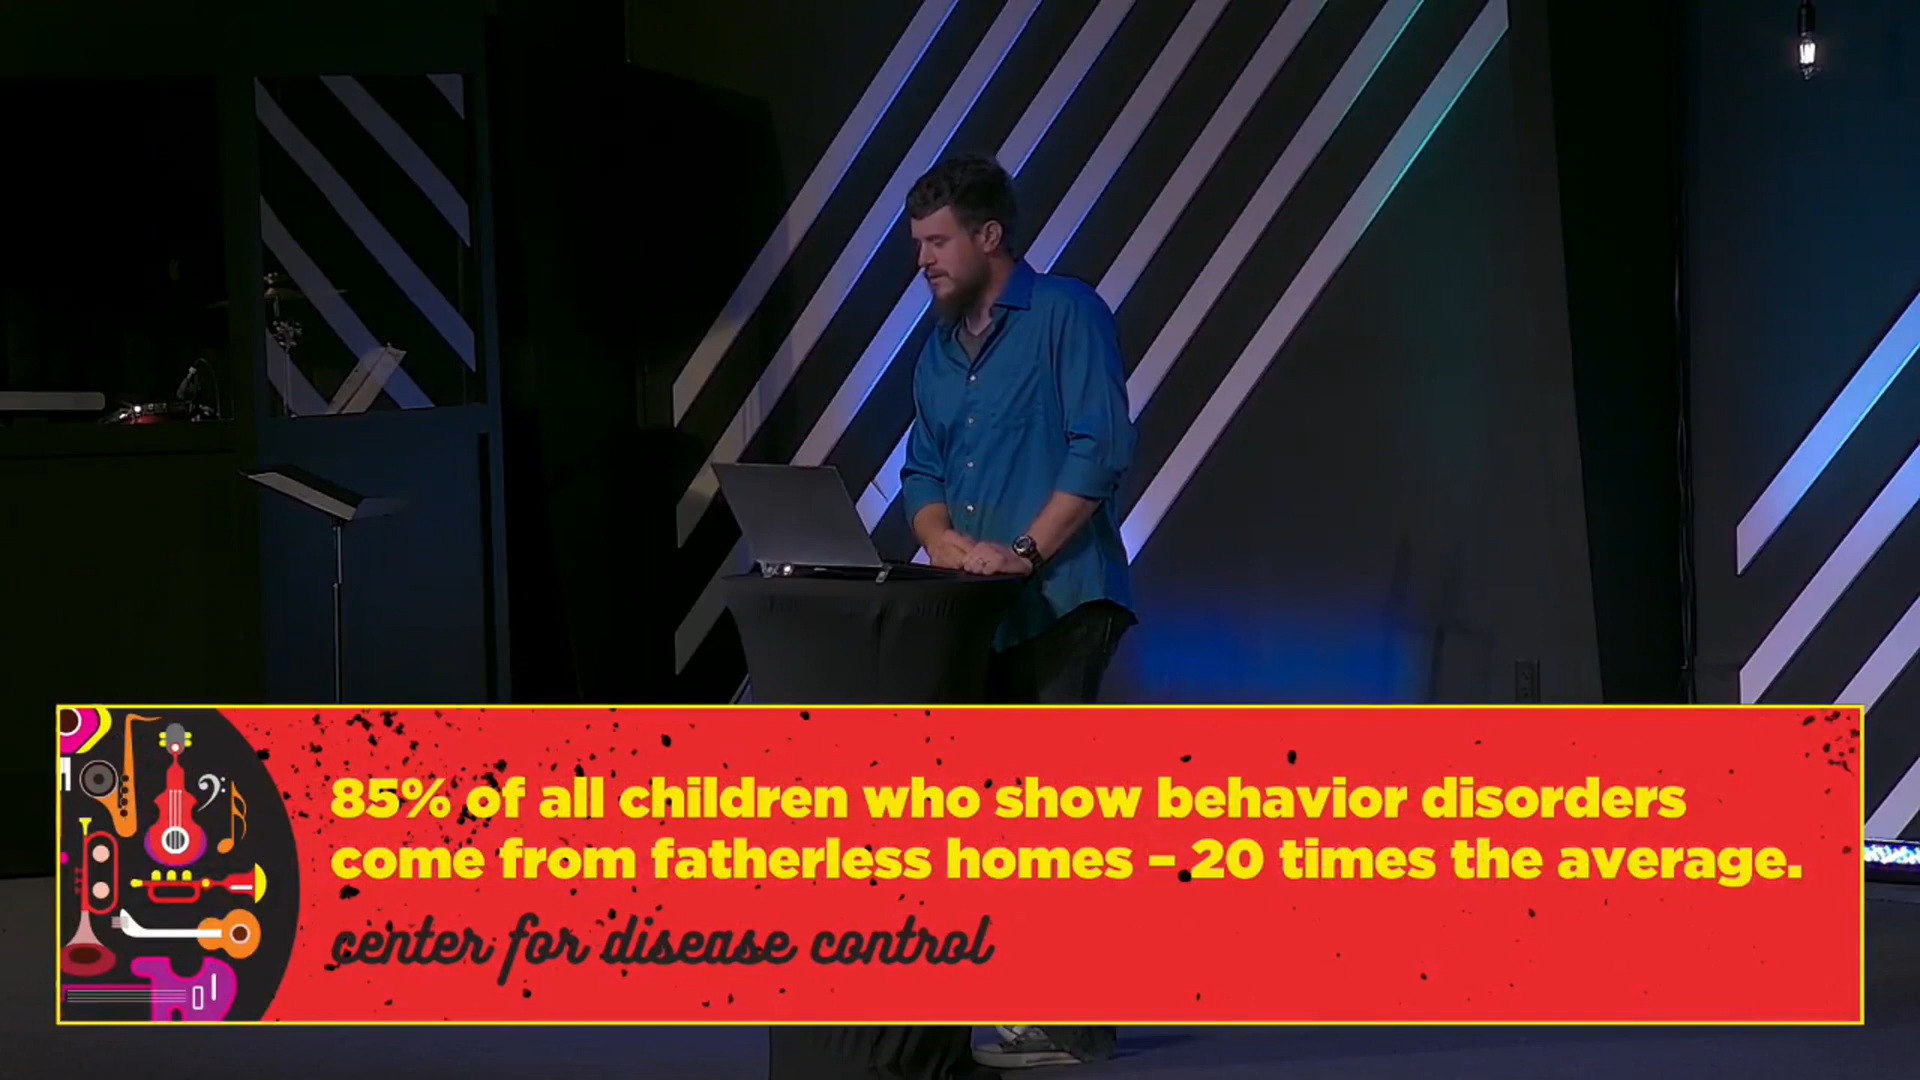 85% of all children who show behavior disorders
come from fatherless homes – 20 times the average.
center for disease control